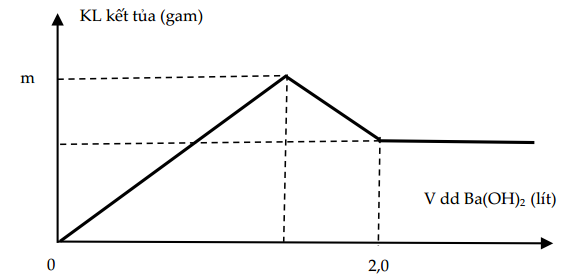 KL kết tủa (gam)
m
V dd Ba(OH)₂ (lít)
0
2,0